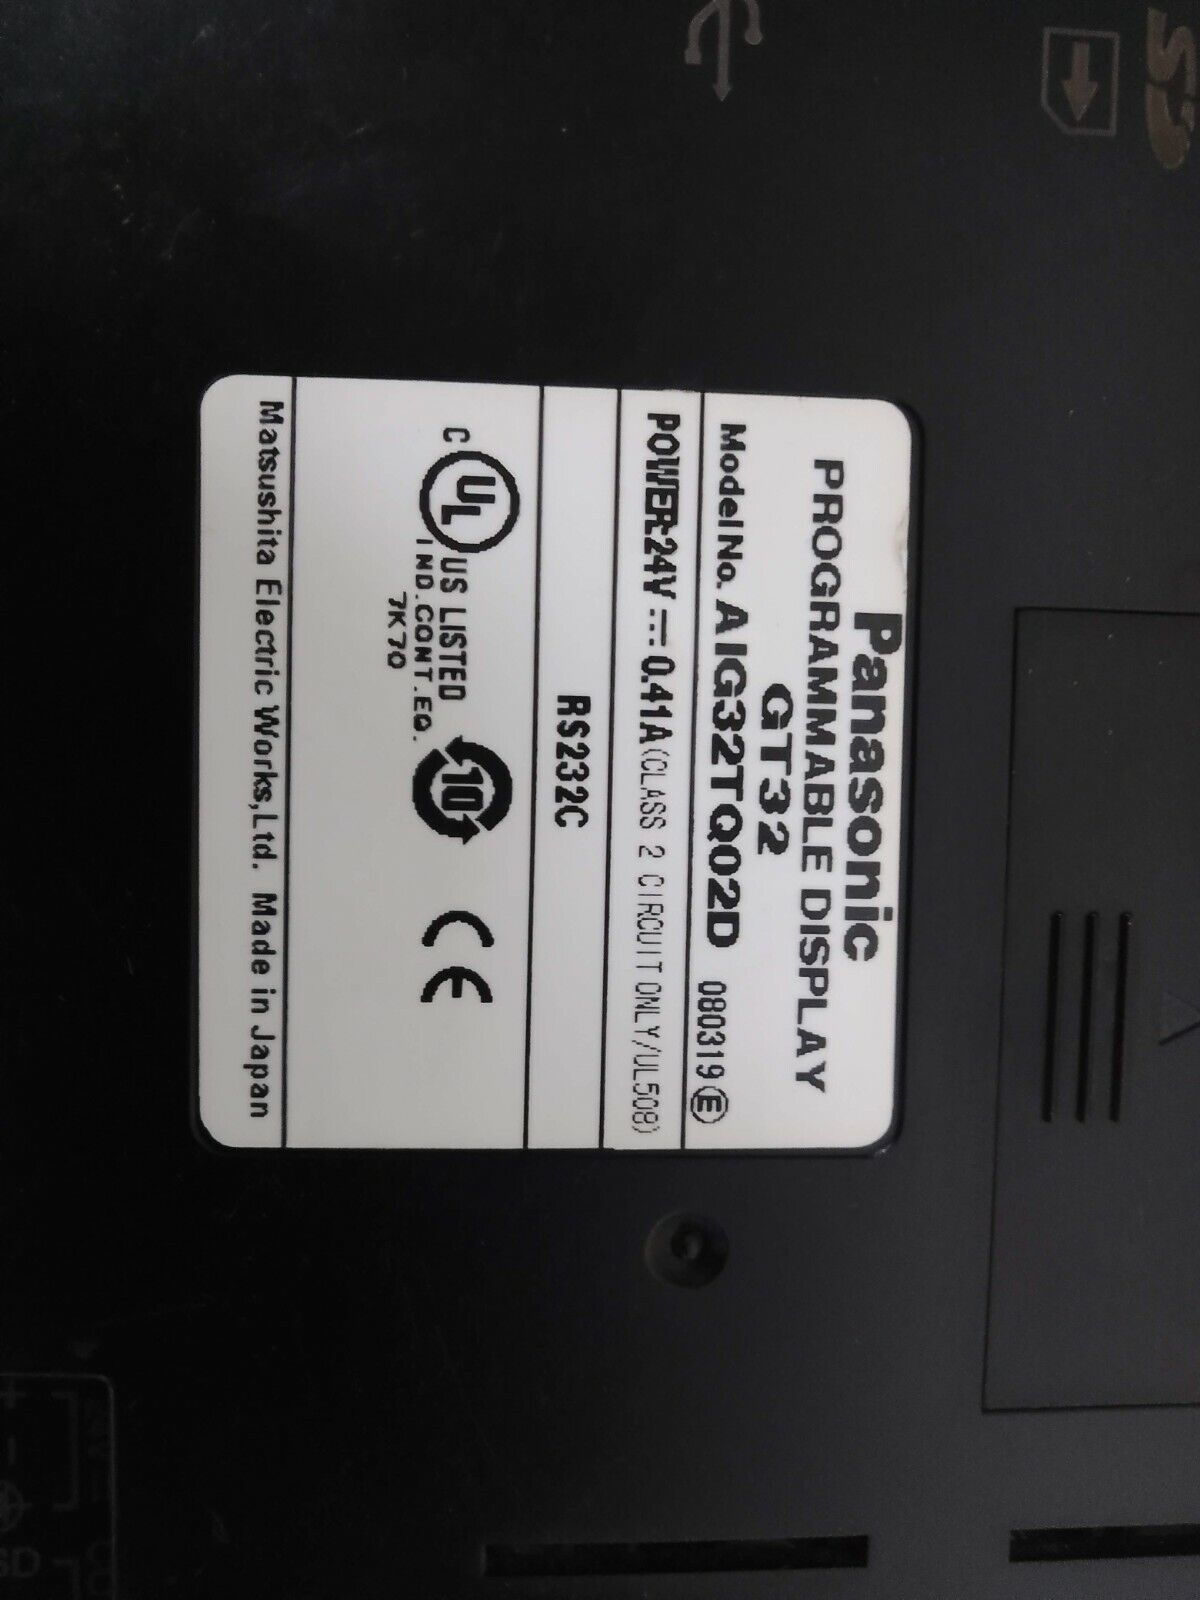 Panasonic
PROGRAMMABLE DISPLAY
GT32
Model No. AIG32TQ02D 080319 Ⓔ
POWER:24V⎓0.41A(CLASS 2 CIRCUIT ONLY/UL508)
RS232C
C UL US LISTED
IND.CONT.EQ.
7K70
10
CE
Matsushita Electric Works,Ltd. Made in Japan